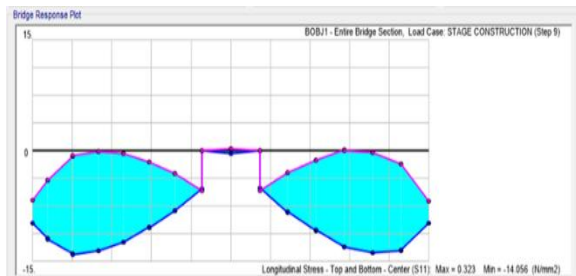 Bridge Response Plot
15
BOBJ1 - Entire Bridge Section, Load Case: STAGE CONSTRUCTION (Step 9)
0
-15.
Longitudinal Stress - Top and Bottom - Center (S11) Max = 0.323 Min = -14.056 (N/mm2)